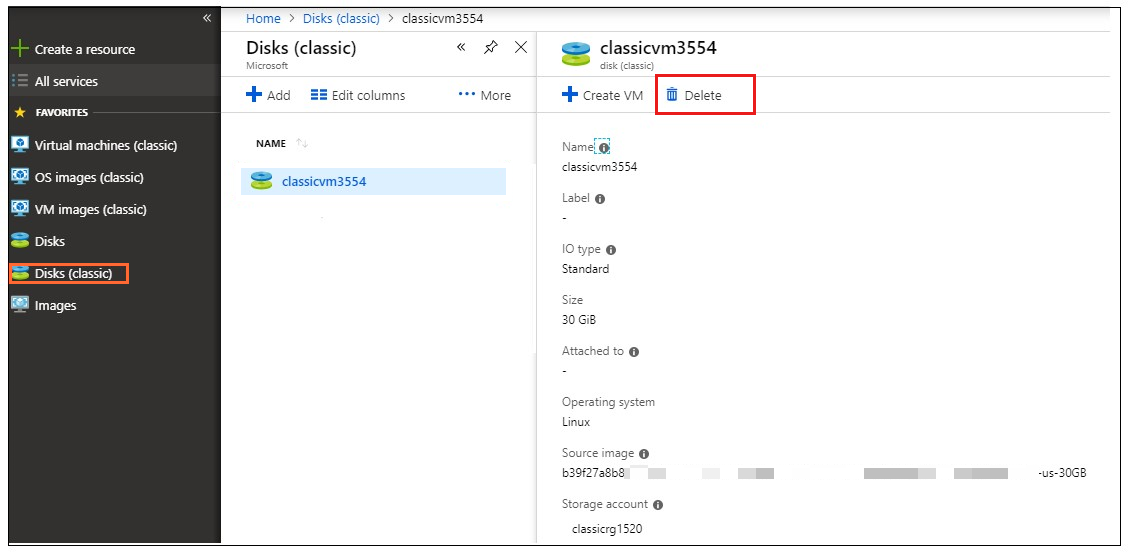 Home > Disks (classic) > classicvm3554
«
Create a resource
All services
FAVORITES
Virtual machines (classic)
OS images (classic)
VM images (classic)
Disks
Disks (classic)
Images
Disks (classic)
Microsoft
Add Edit columns ··· More
NAME
classicvm3554
classicvm3554
disk (classic)
Create VM Delete
Name
classicvm3554
Label
-
IO type
Standard
Size
30 GiB
Attached to
-
Operating system
Linux
Source image
b39f27a8b8 -us-30GB
Storage account
classicrg1520